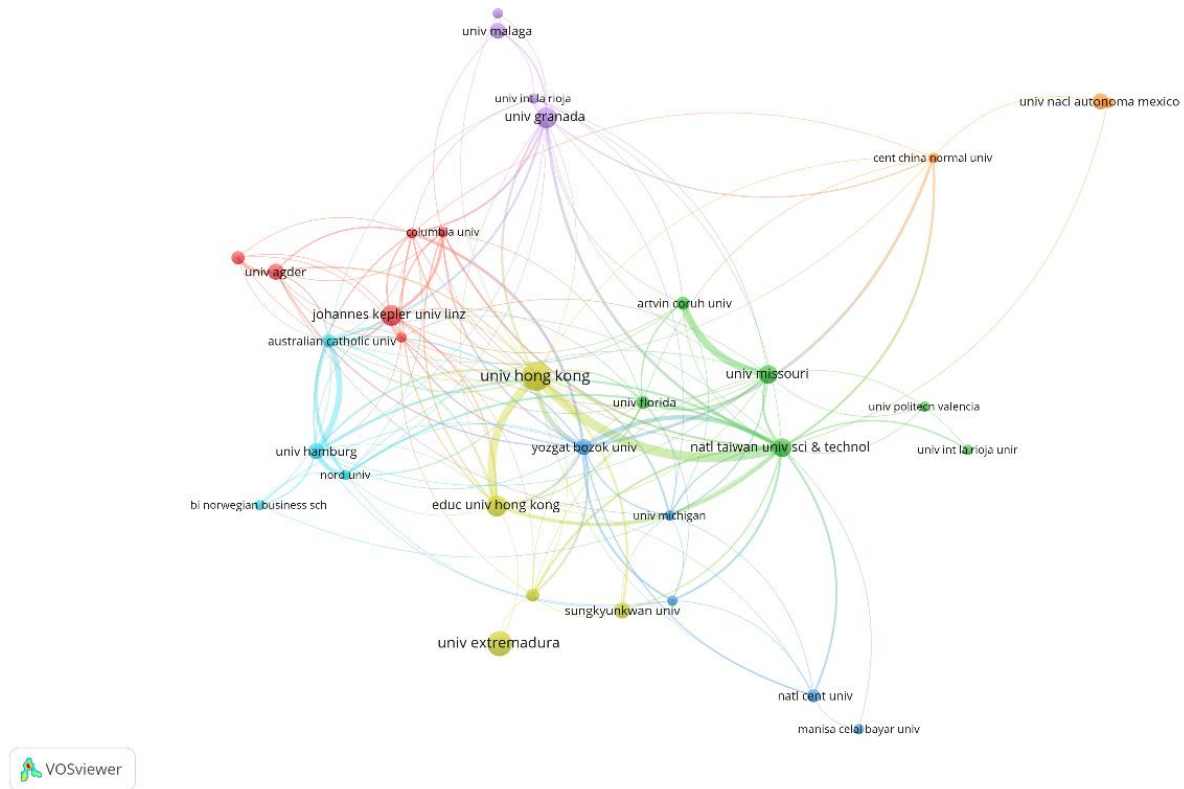 univ malaga
univ int la rioja
univ nacl autonoma mexico
univ granada
cent china normal univ
columbia univ
univ agder
artvin coruh univ
johannes kepler univ linz
australian catholic univ
univ hong kong
univ missouri
univ florida
univ politecn valencia
yozgat bozok univ
natl taiwan univ sci & technol
univ hamburg
univ int la rioja unir
nord univ
bi norwegian business sch
educ univ hong kong
univ michigan
sungkyunkwan univ
univ extremadura
natl cent univ
manisa celal bayar univ
VOSviewer